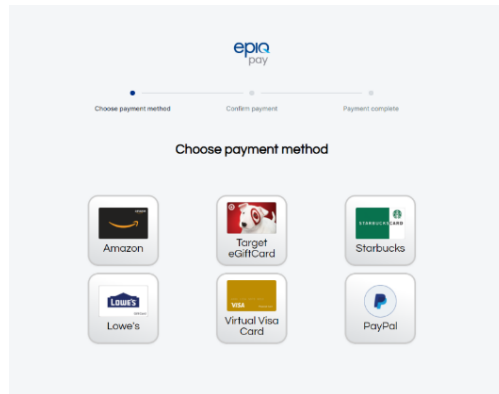 epiq
pay
Choose payment method
Confirm payment
Payment complete
Choose payment method
amazon
Amazon
Target
eGiftCard
STARBUCKS CARD
Starbucks
LOWE'S
Lowe's
VISA
Virtual Visa
Card
PayPal